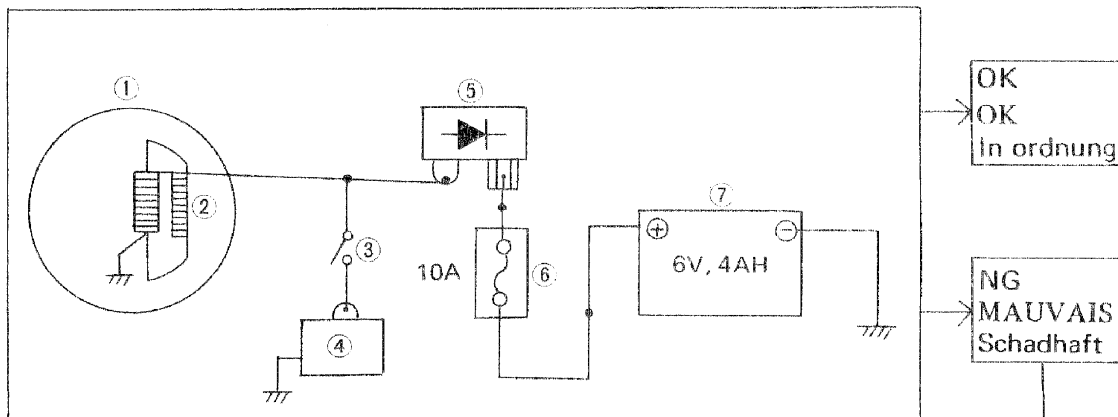 ①
②
③
④
⑤
10A
⑥
⑦
⊕
⊖
6V, 4AH
OK
OK
In ordnung
NG
MAUVAIS
Schadhaft